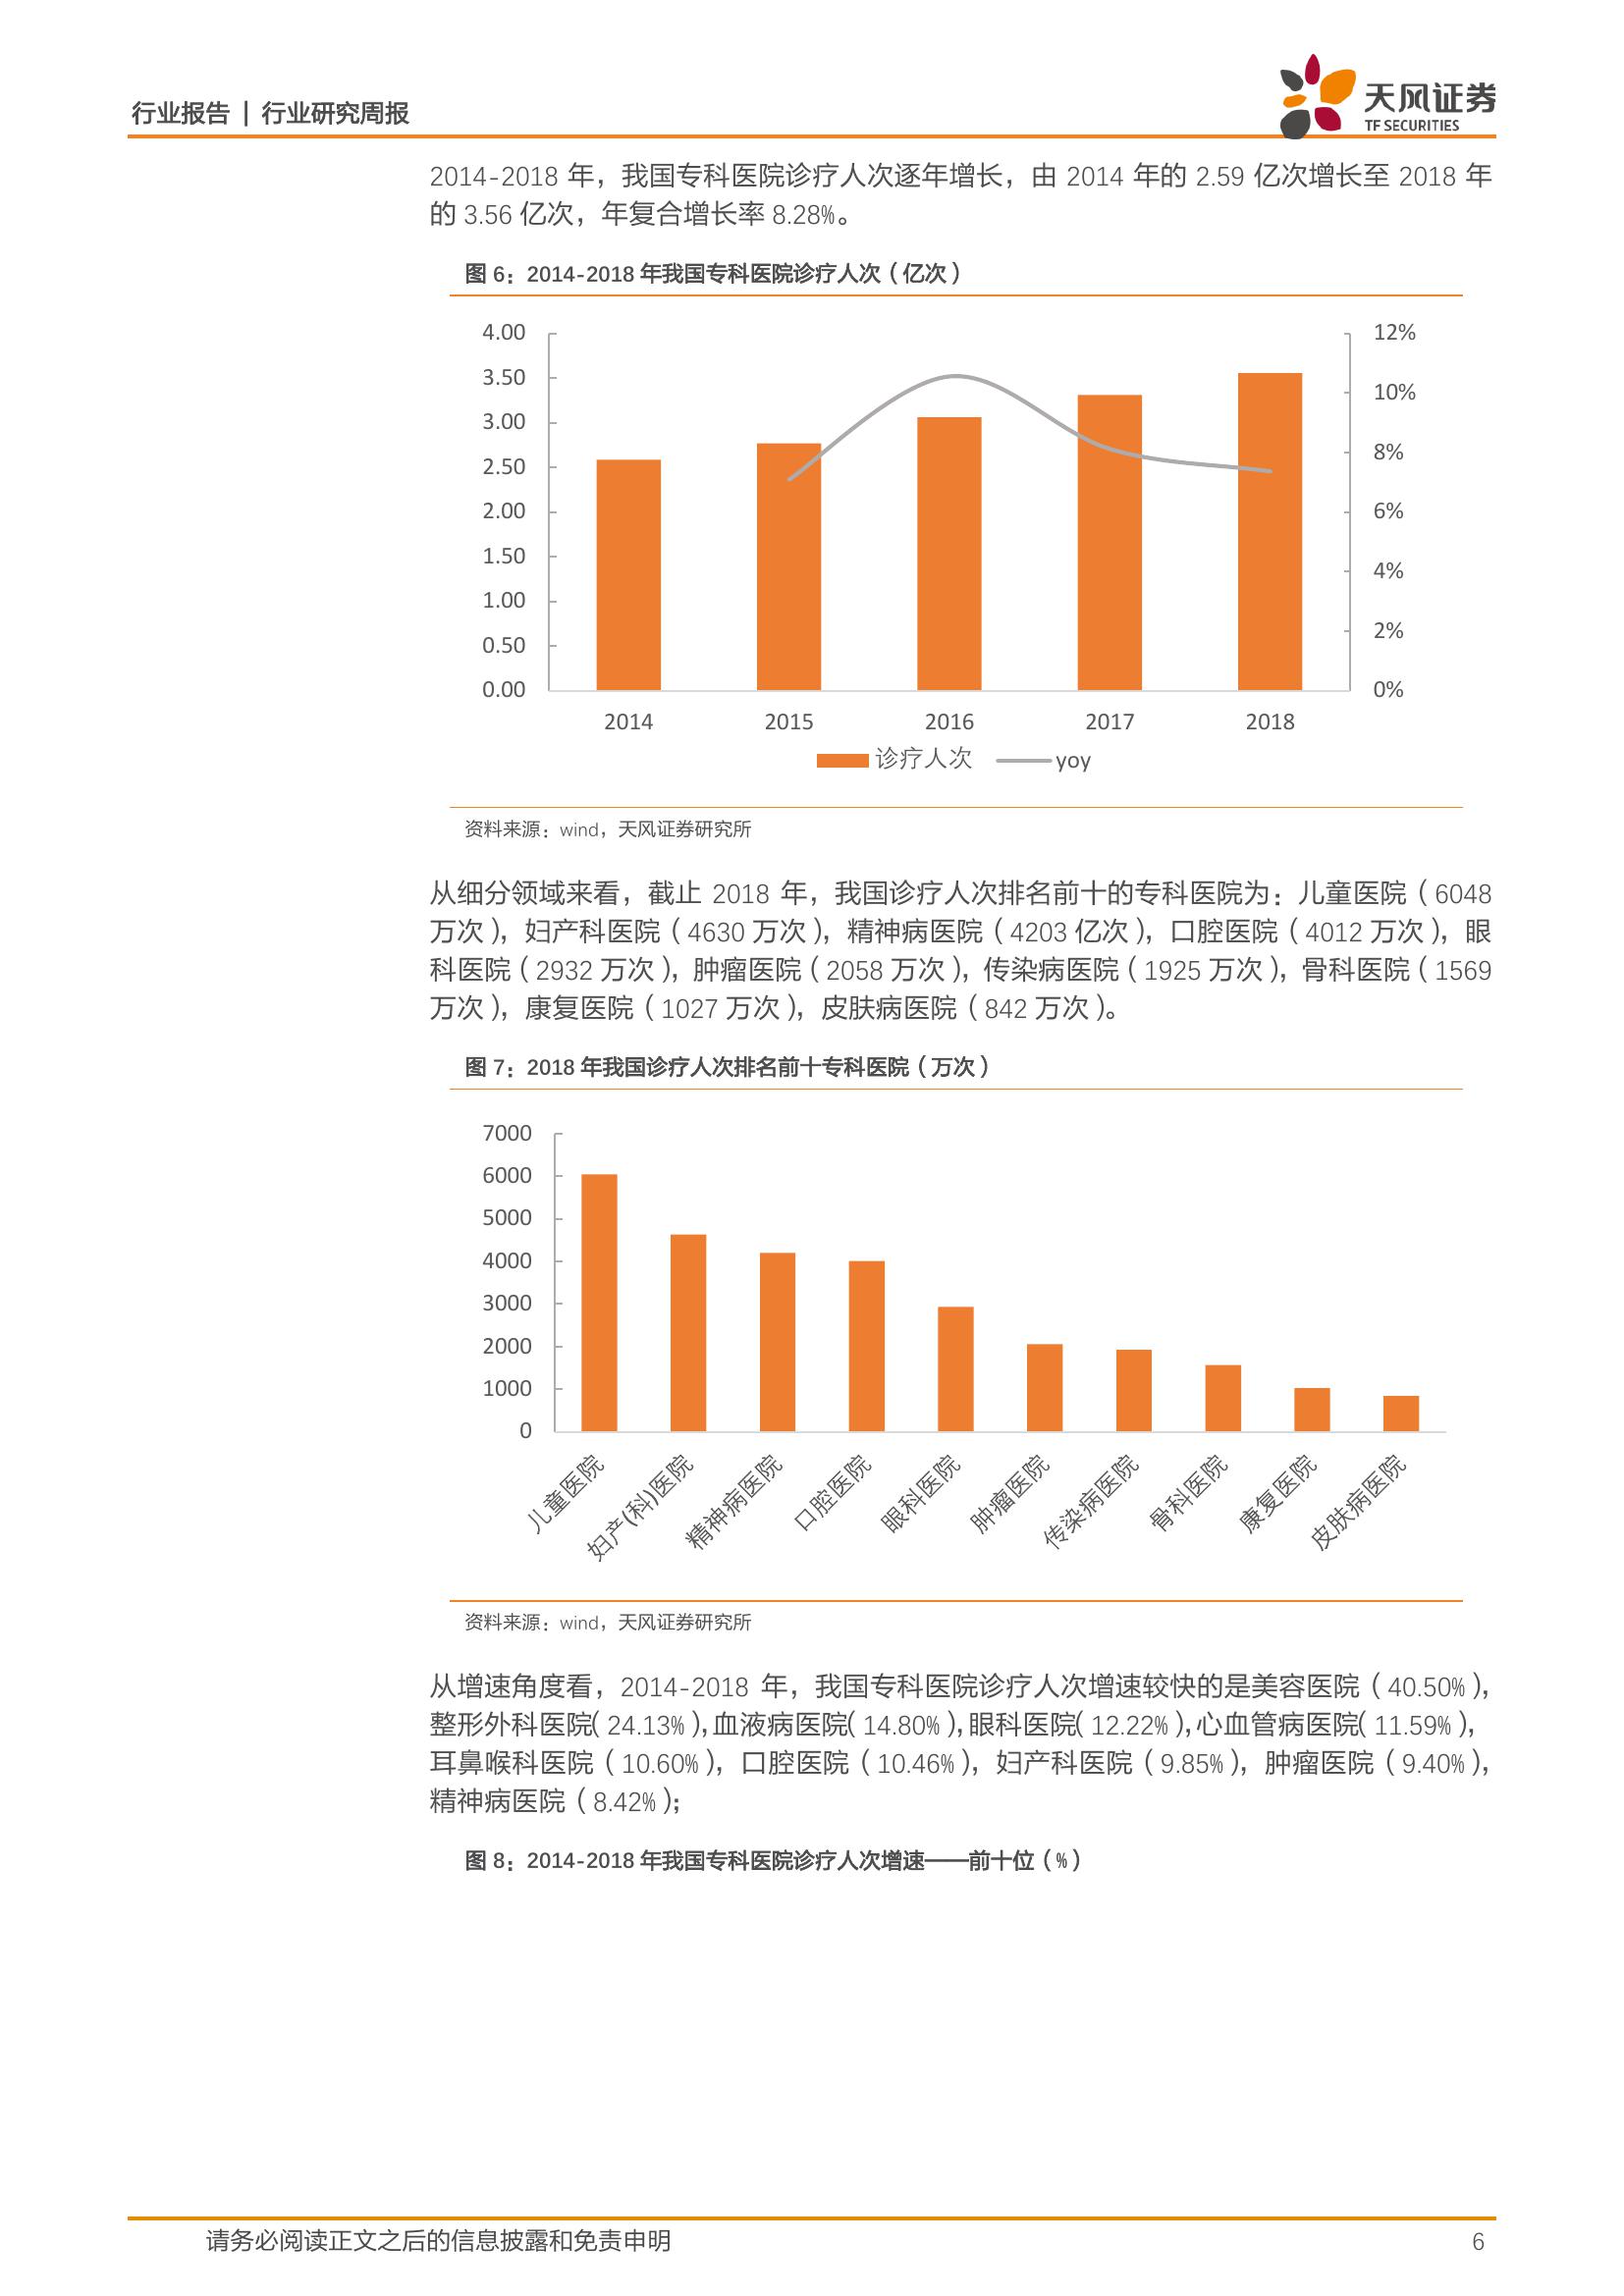 行业报告 | 行业研究周报
天风证券
TF SECURITIES
2014-2018 年，我国专科医院诊疗人次逐年增长，由 2014 年的 2.59 亿次增长至 2018 年
的 3.56 亿次，年复合增长率 8.28%。
图 6：2014-2018 年我国专科医院诊疗人次（亿次）
4.00
3.50
3.00
2.50
2.00
1.50
1.00
0.50
0.00
12%
10%
8%
6%
4%
2%
0%
2014 2015 2016 2017 2018
诊疗人次 yoy
资料来源：wind，天风证券研究所
从细分领域来看，截止 2018 年，我国诊疗人次排名前十的专科医院为：儿童医院（6048
万次），妇产科医院（4630 万次），精神病医院（4203 亿次），口腔医院（4012 万次），眼
科医院（2932 万次），肿瘤医院（2058 万次），传染病医院（1925 万次），骨科医院（1569
万次），康复医院（1027 万次），皮肤病医院（842 万次）。
图 7：2018 年我国诊疗人次排名前十专科医院（万次）
7000
6000
5000
4000
3000
2000
1000
0
儿童医院
妇产(科)医院
精神病医院
口腔医院
眼科医院
肿瘤医院
传染病医院
骨科医院
康复医院
皮肤病医院
资料来源：wind，天风证券研究所
从增速角度看，2014-2018 年，我国专科医院诊疗人次增速较快的是美容医院（40.50%），
整形外科医院（24.13%），血液病医院（14.80%），眼科医院（12.22%），心血管病医院（11.59%），
耳鼻喉科医院（10.60%），口腔医院（10.46%），妇产科医院（9.85%），肿瘤医院（9.40%），
精神病医院（8.42%）；
图 8：2014-2018 年我国专科医院诊疗人次增速——前十位（%）
请务必阅读正文之后的信息披露和免责申明 6